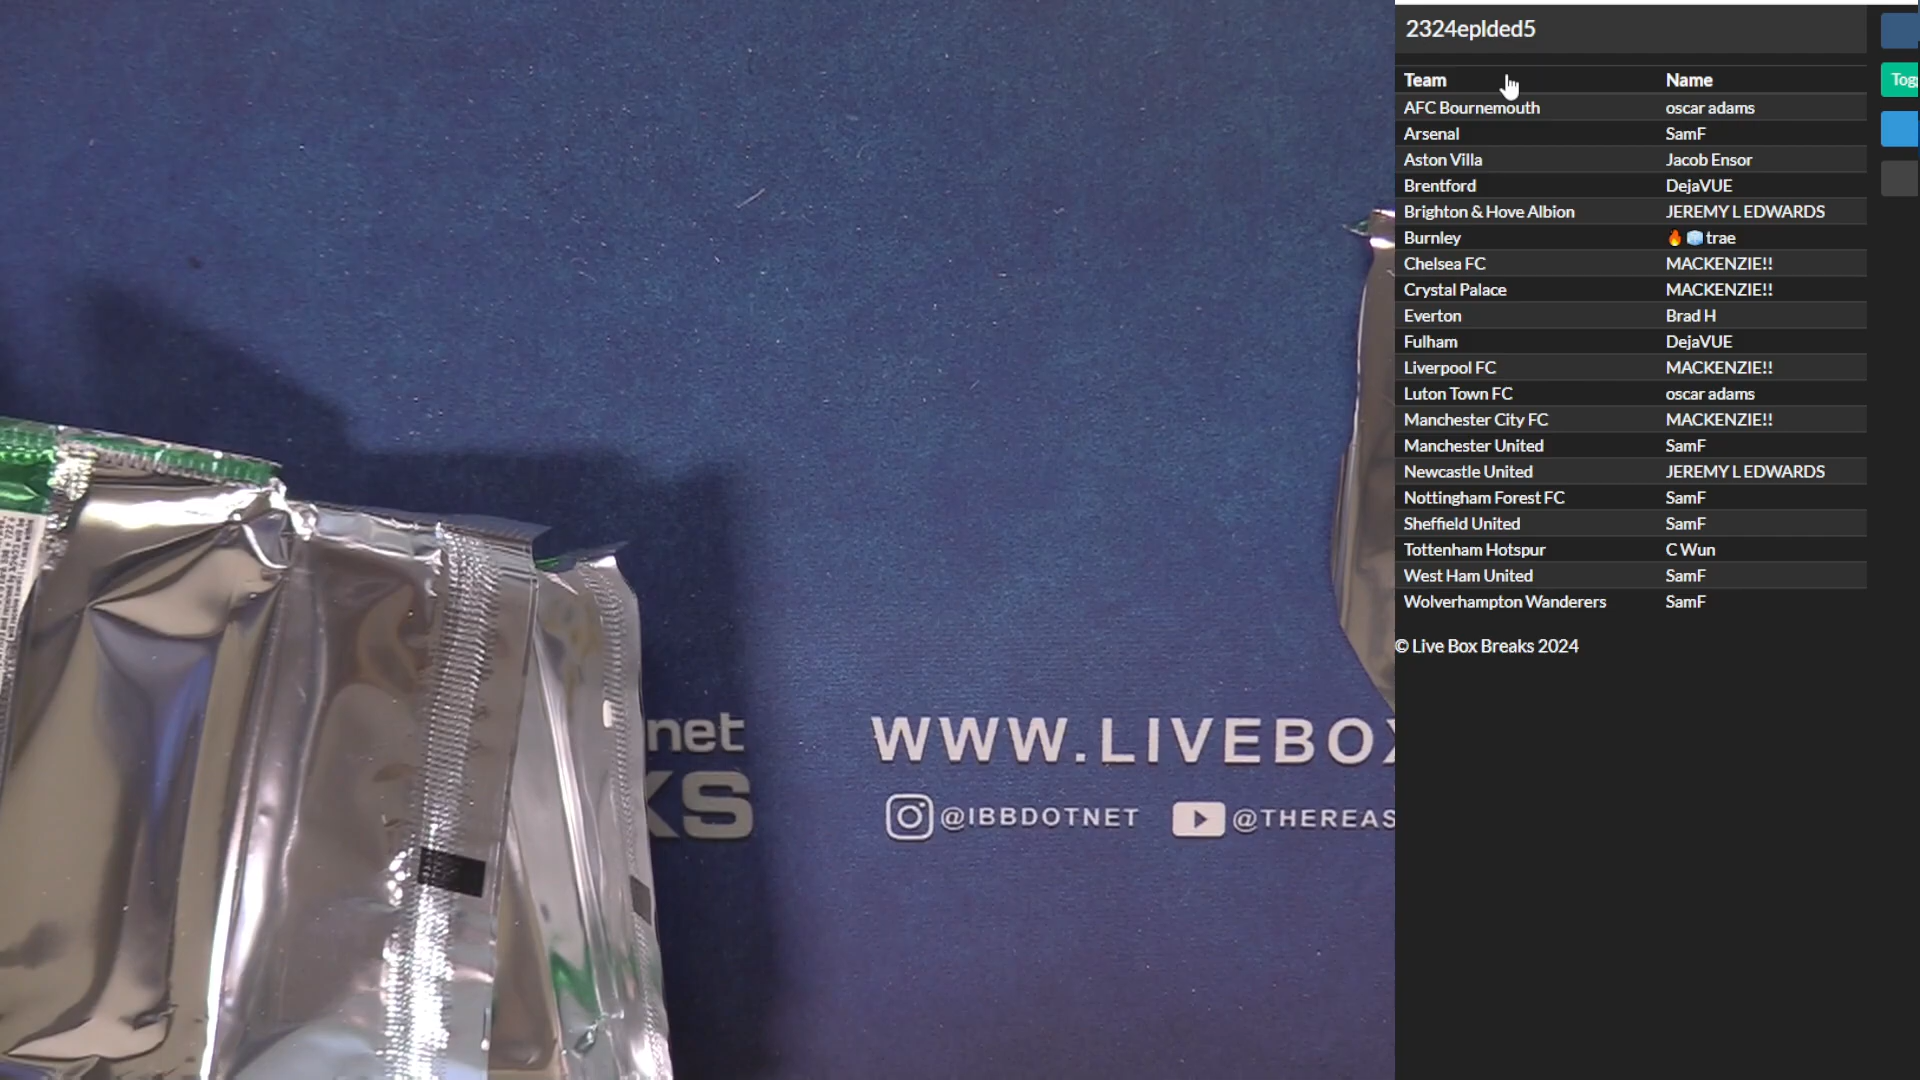 2324eplded5
Team Name
AFC Bournemouth oscar adams
Arsenal SamF
Aston Villa Jacob Ensor
Brentford DejaVUE
Brighton & Hove Albion JEREMY L EDWARDS
Burnley 🔥🧊trae
Chelsea FC MACKENZIE!!
Crystal Palace MACKENZIE!!
Everton Brad H
Fulham DejaVUE
Liverpool FC MACKENZIE!!
Luton Town FC oscar adams
Manchester City FC MACKENZIE!!
Manchester United SamF
Newcastle United JEREMY L EDWARDS
Nottingham Forest FC SamF
Sheffield United SamF
Tottenham Hotspur C Wun
West Ham United SamF
Wolverhampton Wanderers SamF
© Live Box Breaks 2024
Tog
net
KS
WWW.LIVEBOX
@IBBDOTNET @THEREAS